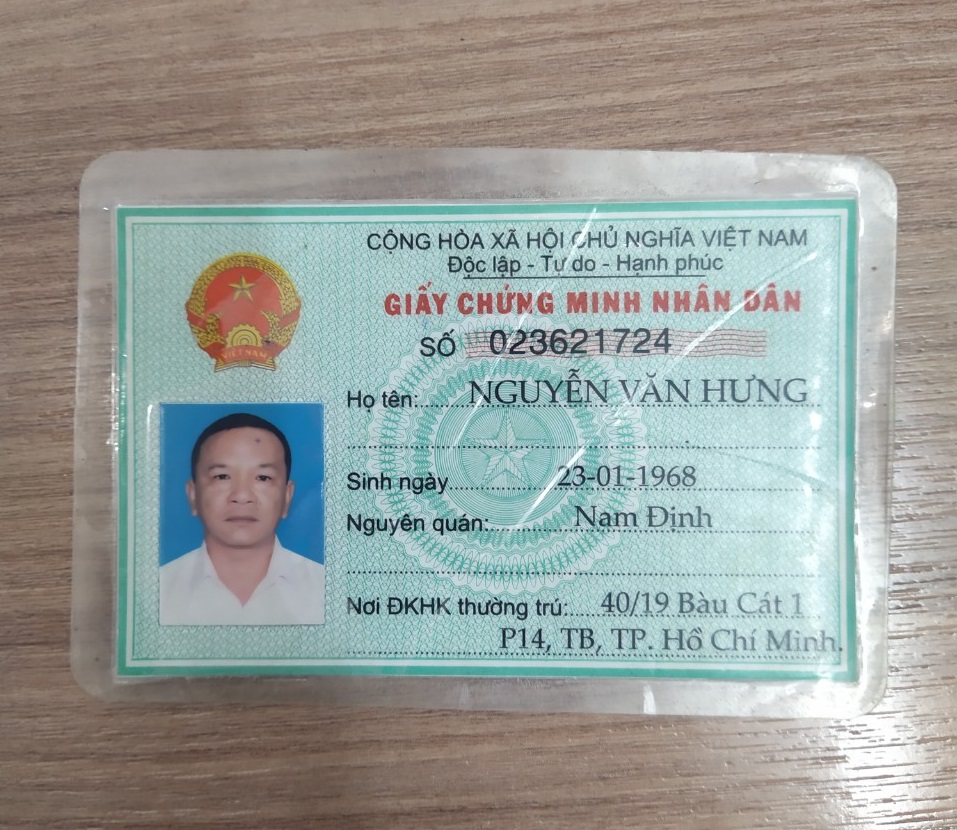 CỘNG HÒA XÃ HỘI CHỦ NGHĨA VIỆT NAM
Độc lập - Tự do - Hạnh phúc
GIẤY CHỨNG MINH NHÂN DÂN
SỐ 023621724
Họ tên: NGUYỄN VĂN HƯNG
Sinh ngày 23-01-1968
Nguyên quán: Nam Định
Nơi ĐKHK thường trú: 40/19 Bàu Cát 1
P14, TB, TP. Hồ Chí Minh.
VIỆT NAM